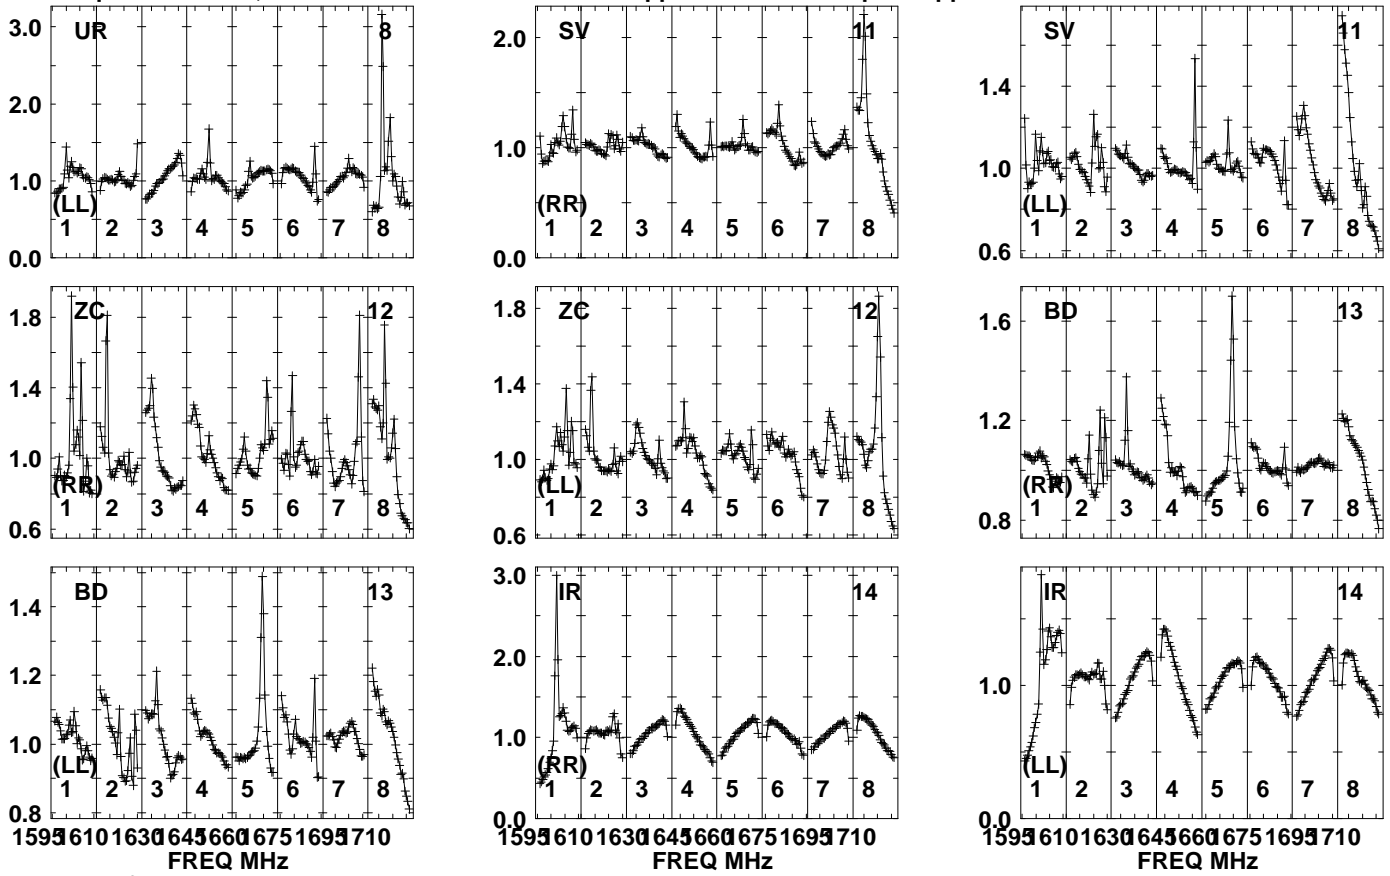 3.0 UR 8
2.0
1.0
(LL)
1 2 3 4 5 6 7 8
0.0
2.0 SV 11
1.0
(RR)
1 2 3 4 5 6 7 8
0.0
SV 11
1.4
1.0
(LL)
1 2 3 4 5 6 7 8
0.6
ZC 12
1.8
1.4
1.0
(RR)
1 2 3 4 5 6 7 8
0.6
ZC 12
1.8
1.4
1.0
(LL)
1 2 3 4 5 6 7 8
0.6
BD 13
1.6
1.2
(RR)
1 2 3 4 5 6 7 8
0.8
BD 13
1.4
1.2
1.0
(LL)
1 2 3 4 5 6 7 8
0.8
1595 1610 1630 1645 1660 1675 1695 1710
FREQ MHz
3.0 IR 14
2.0
1.0
(RR)
1 2 3 4 5 6 7 8
0.0
1595 1610 1630 1645 1660 1675 1695 1710
FREQ MHz
IR 14
1.0
(LL)
1 2 3 4 5 6 7 8
0.0
1595 1610 1630 1645 1660 1675 1695 1710
FREQ MHz